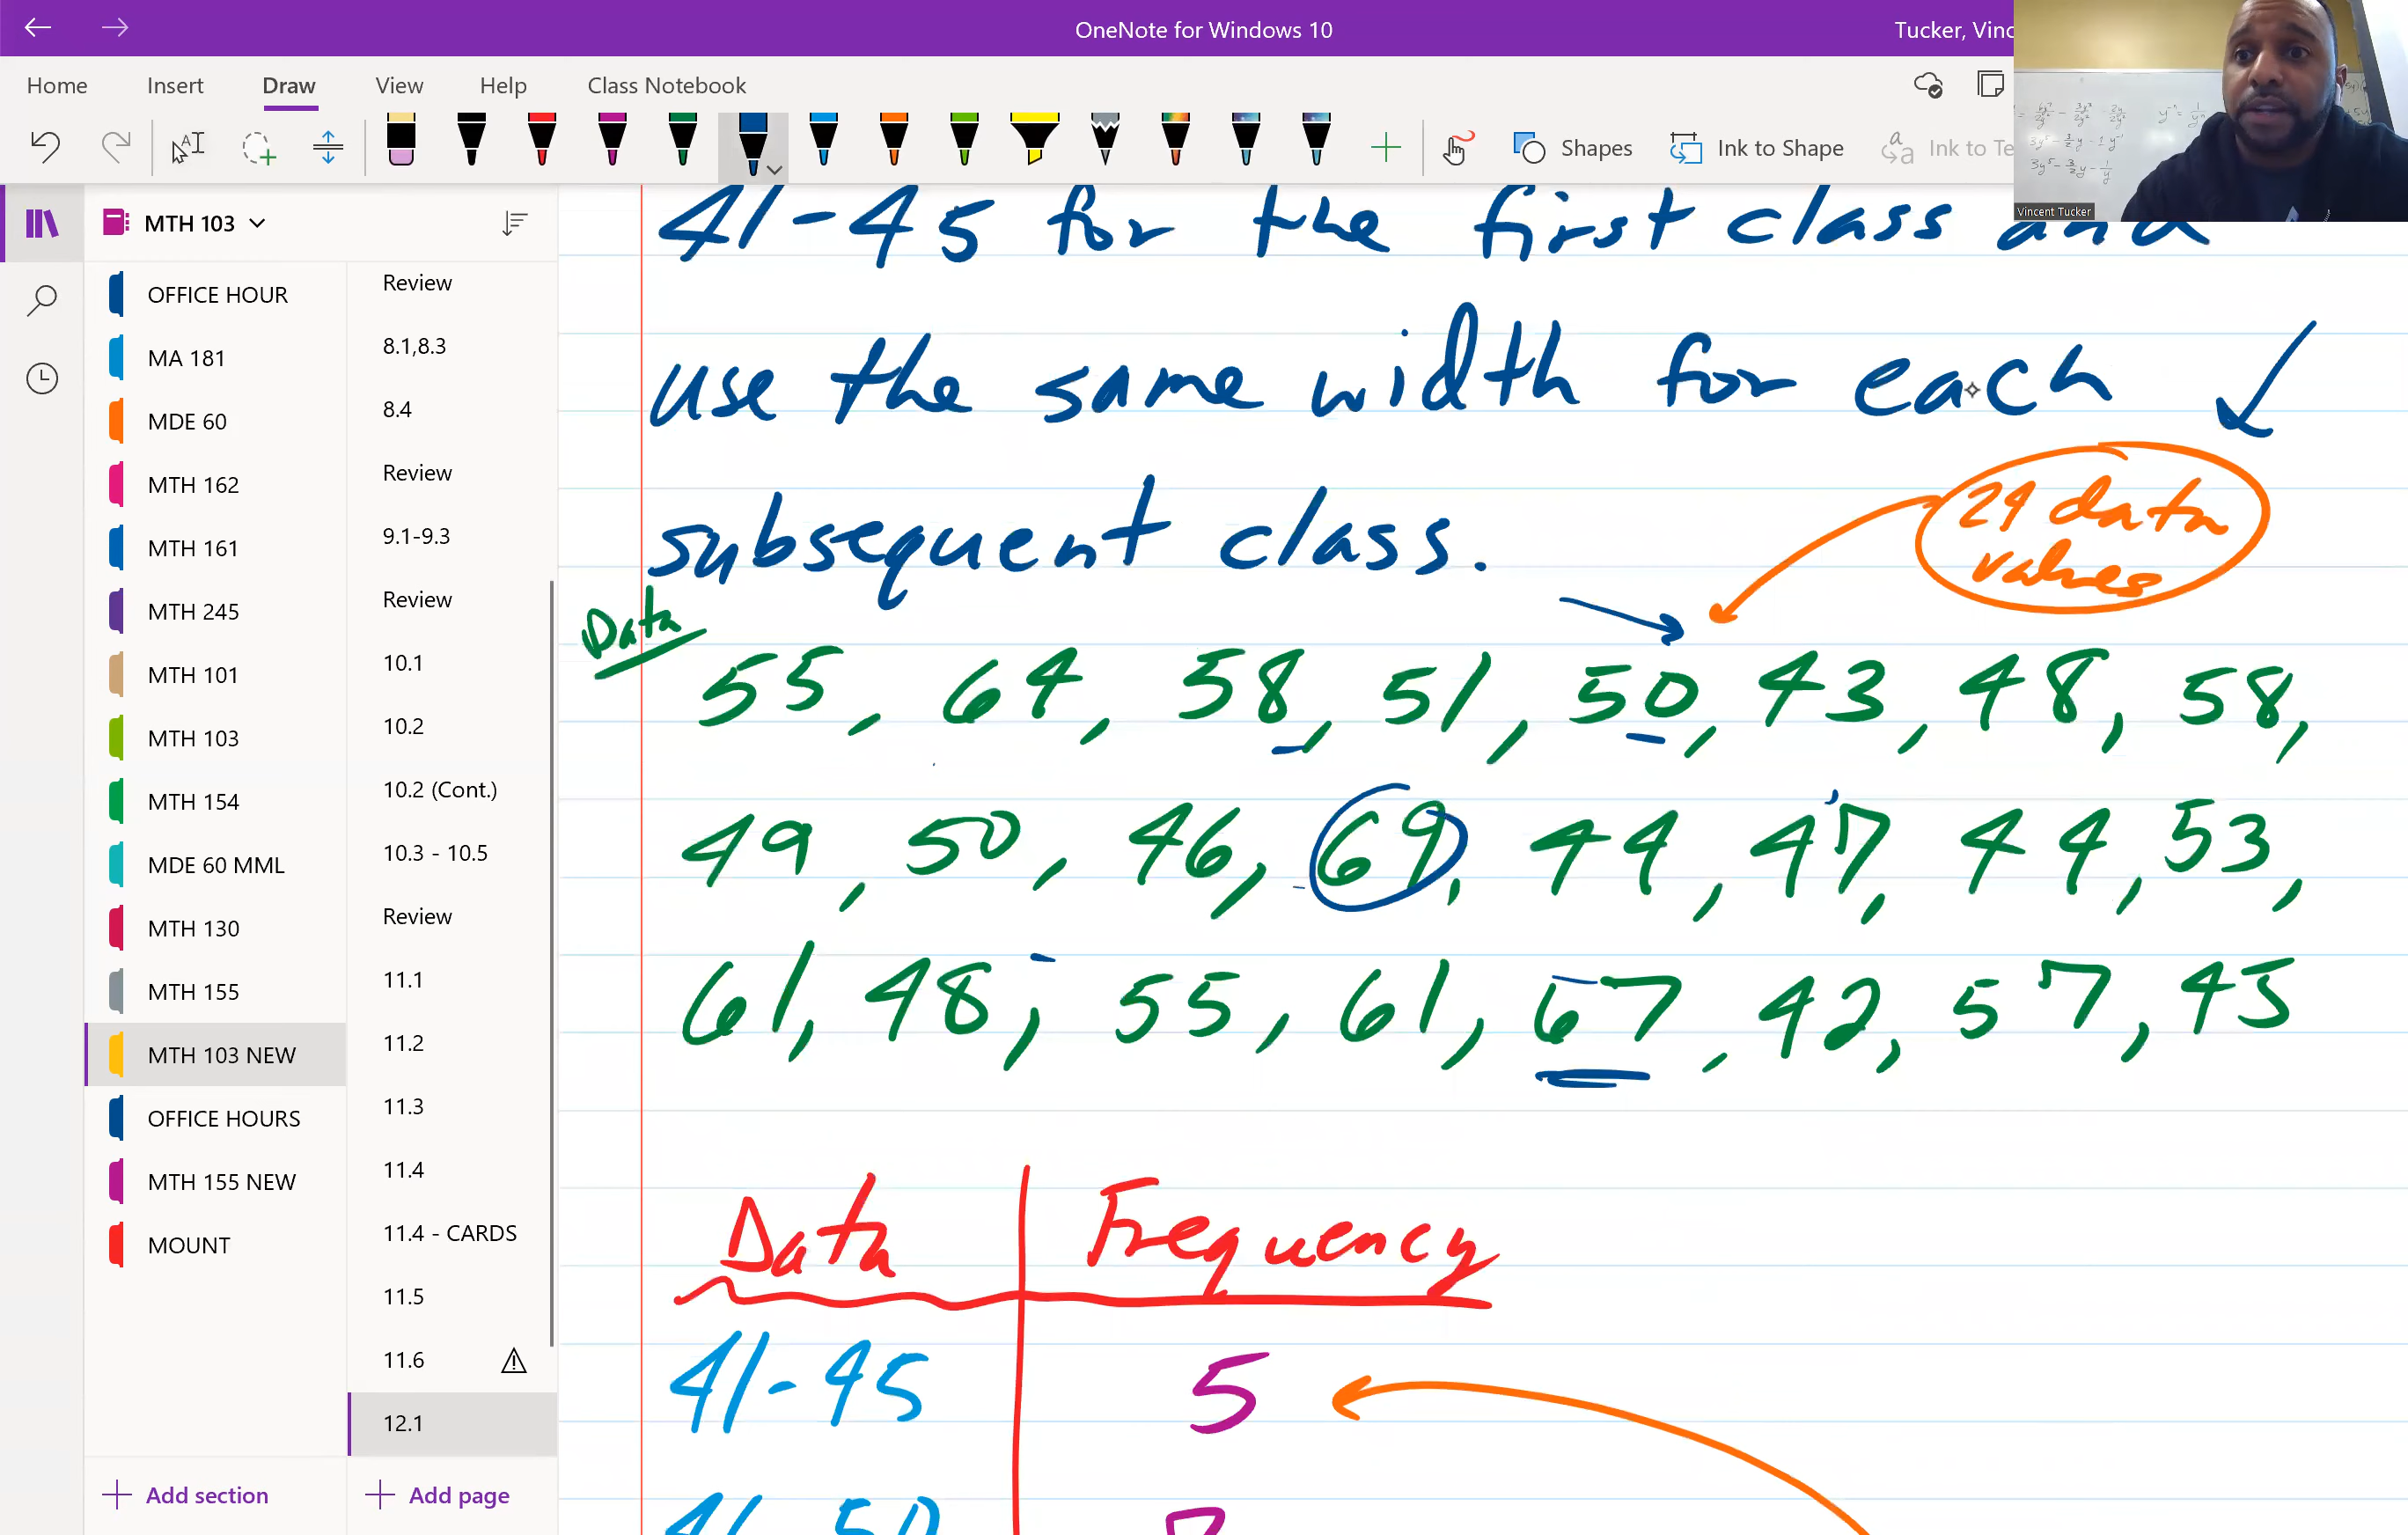 OneNote for Windows 10
Tucker, Vinc
Home Insert Draw View Help Class Notebook
Shapes Ink to Shape Ink to Te
Vincent Tucker
MTH 103
OFFICE HOUR
MA 181
MDE 60
MTH 162
MTH 161
MTH 245
MTH 101
MTH 103
MTH 154
MDE 60 MML
MTH 130
MTH 155
MTH 103 NEW
OFFICE HOURS
MTH 155 NEW
MOUNT
Add section
Review
8.1,8.3
8.4
Review
9.1-9.3
Review
10.1
10.2
10.2 (Cont.)
10.3 - 10.5
Review
11.1
11.2
11.3
11.4
11.4 - CARDS
11.5
11.6
12.1
Add page
41-45 for the first class and
use the same width for each
subsequent class.
24 data
values
Data
55, 64, 58, 51, 50, 43, 48, 58,
49, 50, 46, 69, 44, 47, 44, 53,
61, 48, 55, 61, 67, 42, 57, 45
Data Frequency
41-45 5